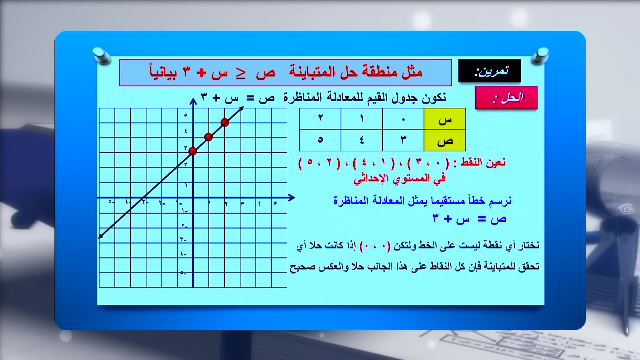 تمرين:
مثل منطقة حل المتباينة ص ≥ س + ٣ بيانياً
الحل :
نكون جدول القيم للمعادلة المناظرة ص = س + ٣
س ٠ ١ ٢
ص ٣ ٤ ٥
نعين النقط : ( ٠ ، ٣ ) ، ( ١ ، ٤ ) ، ( ٢ ، ٥ )
في المستوي الإحداثي
نرسم خطاً مستقيما يمثل المعادلة المناظرة
ص = س + ٣
نختار أي نقطة ليست على الخط ولتكن ( ٠ ، ٠ ) إذا كانت حلا أي
تحقق للمتباينة فإن كل النقاط على هذا الجانب حلا والعكس صحيح